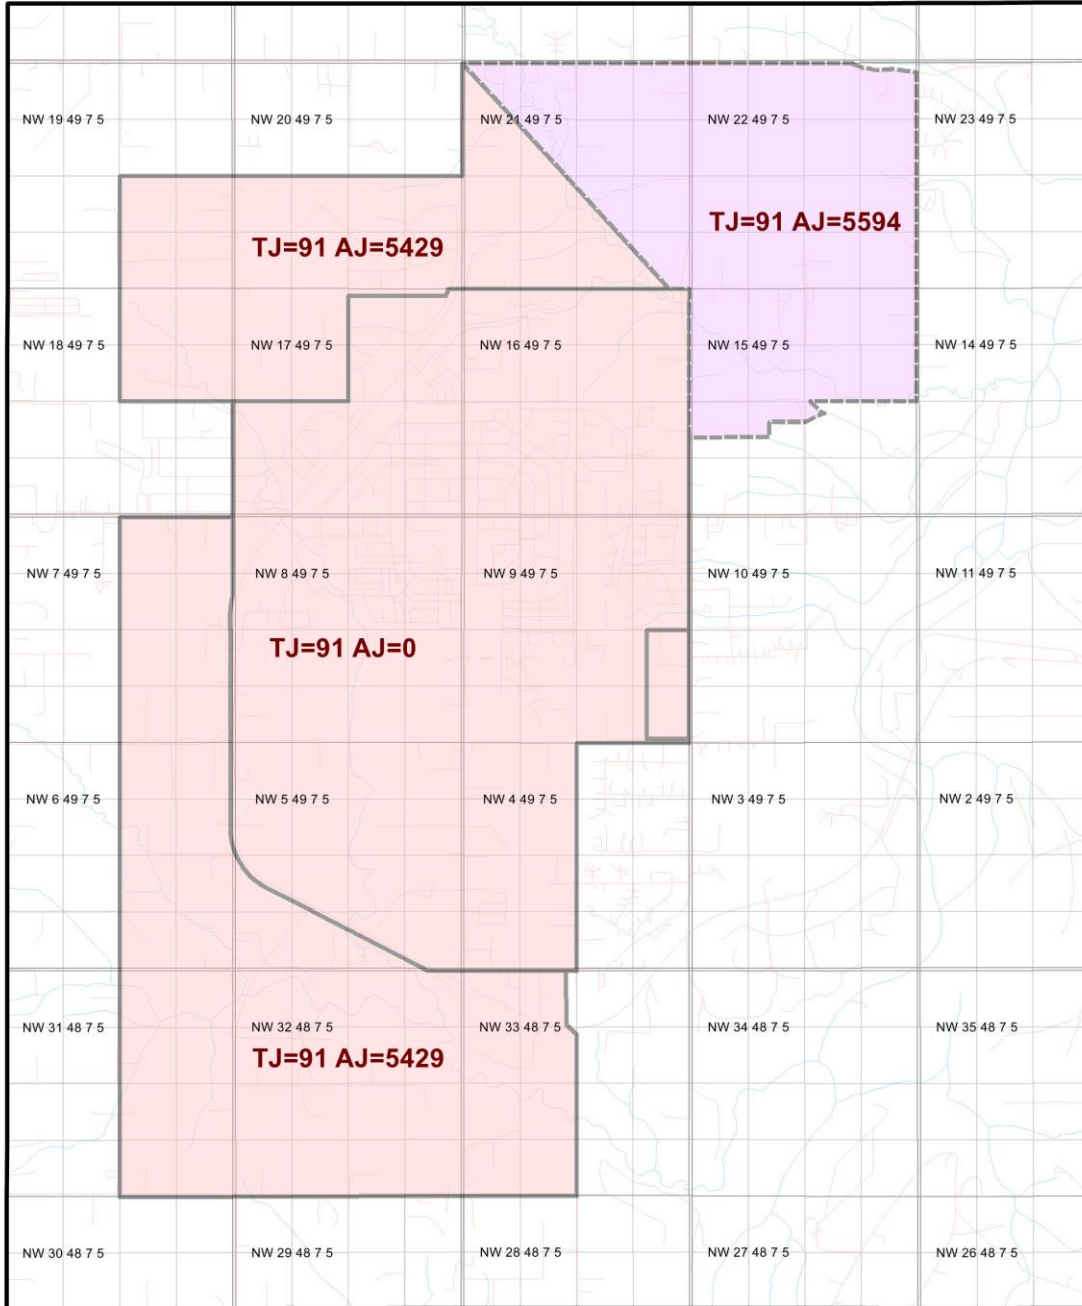 NW 19 49 7 5
NW 20 49 7 5
NW 21 49 7 5
NW 22 49 7 5
NW 23 49 7 5
TJ=91 AJ=5594
TJ=91 AJ=5429
NW 18 49 7 5
NW 17 49 7 5
NW 16 49 7 5
NW 15 49 7 5
NW 14 49 7 5
NW 7 49 7 5
NW 8 49 7 5
NW 9 49 7 5
NW 10 49 7 5
NW 11 49 7 5
TJ=91 AJ=0
NW 6 49 7 5
NW 5 49 7 5
NW 4 49 7 5
NW 3 49 7 5
NW 2 49 7 5
NW 31 48 7 5
NW 32 48 7 5
NW 33 48 7 5
NW 34 48 7 5
NW 35 48 7 5
TJ=91 AJ=5429
NW 30 48 7 5
NW 29 48 7 5
NW 28 48 7 5
NW 27 48 7 5
NW 26 48 7 5